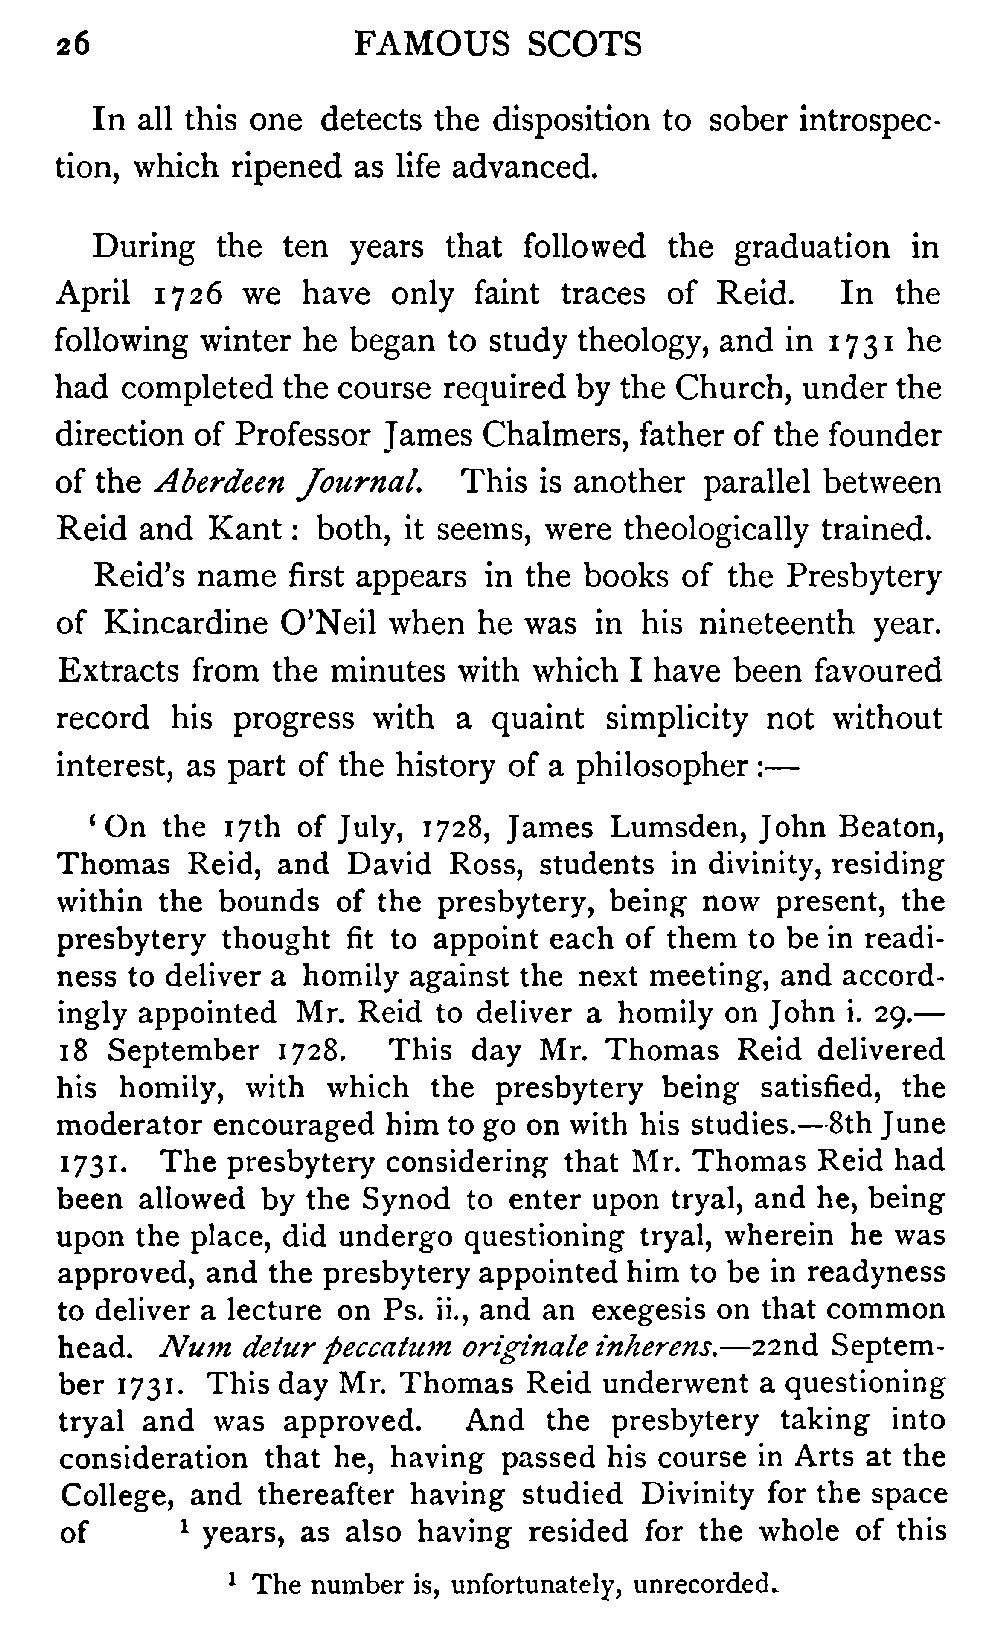 26 FAMOUS SCOTS
In all this one detects the disposition to sober introspec-
tion, which ripened as life advanced.
During the ten years that followed the graduation in
April 1726 we have only faint traces of Reid. In the
following winter he began to study theology, and in 1731 he
had completed the course required by the Church, under the
direction of Professor James Chalmers, father of the founder
of the Aberdeen Journal. This is another parallel between
Reid and Kant: both, it seems, were theologically trained.
Reid's name first appears in the books of the Presbytery
of Kincardine O'Neil when he was in his nineteenth year.
Extracts from the minutes with which I have been favoured
record his progress with a quaint simplicity not without
interest, as part of the history of a philosopher:—
'On the 17th of July, 1728, James Lumsden, John Beaton,
Thomas Reid, and David Ross, students in divinity, residing
within the bounds of the presbytery, being now present, the
presbytery thought fit to appoint each of them to be in readi-
ness to deliver a homily against the next meeting, and accord-
ingly appointed Mr. Reid to deliver a homily on John i. 29.—
18 September 1728. This day Mr. Thomas Reid delivered
his homily, with which the presbytery being satisfied, the
moderator encouraged him to go on with his studies.—8th June
1731. The presbytery considering that Mr. Thomas Reid had
been allowed by the Synod to enter upon tryal, and he, being
upon the place, did undergo questioning tryal, wherein he was
approved, and the presbytery appointed him to be in readyness
to deliver a lecture on Ps. ii., and an exegesis on that common
head. Num detur peccatum originale inherens.—22nd Septem-
ber 1731. This day Mr. Thomas Reid underwent a questioning
tryal and was approved. And the presbytery taking into
consideration that he, having passed his course in Arts at the
College, and thereafter having studied Divinity for the space
of ¹ years, as also having resided for the whole of this
¹ The number is, unfortunately, unrecorded.